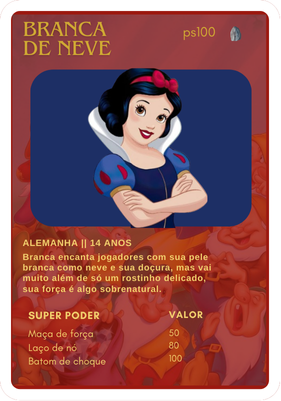 BRANCA
DE NEVE
ps100
ALEMANHA || 14 ANOS
Branca encanta jogadores com sua pele
branca como neve e sua doçura, mas vai
muito além de só um rostinho delicado,
sua força é algo sobrenatural.
SUPER PODER VALOR
Maça de força 50
Laço de nó 80
Batom de choque 100